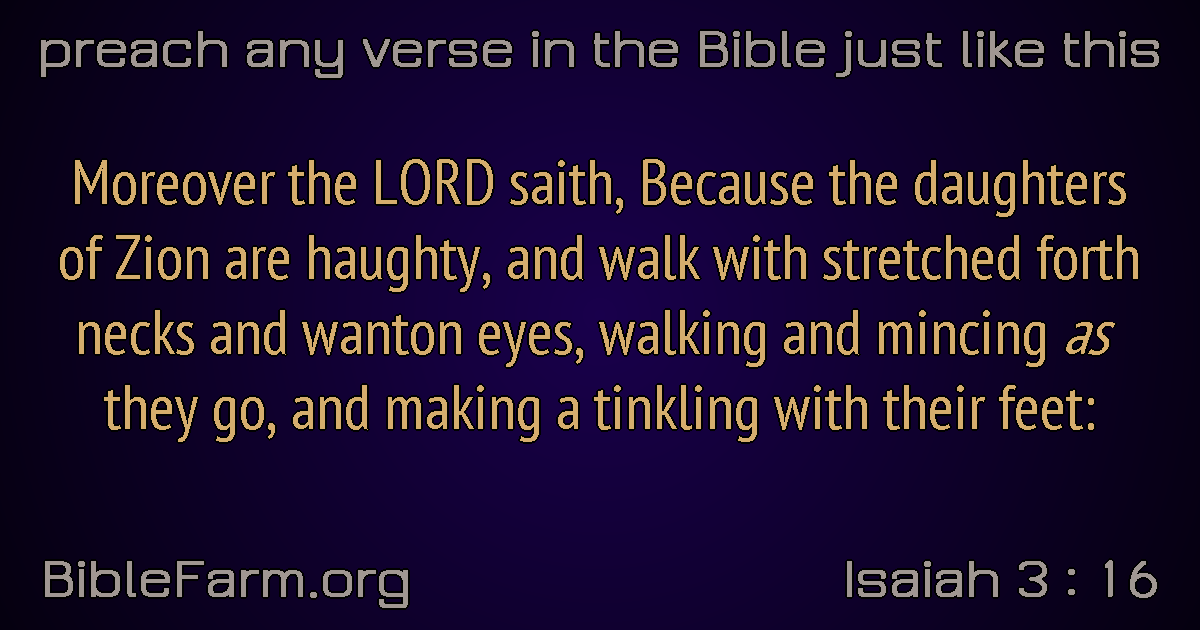 preach any verse in the Bible just like this
Moreover the LORD saith, Because the daughters
of Zion are haughty, and walk with stretched forth
necks and wanton eyes, walking and mincing as
they go, and making a tinkling with their feet:
BibleFarm.org
Isaiah 3 : 16